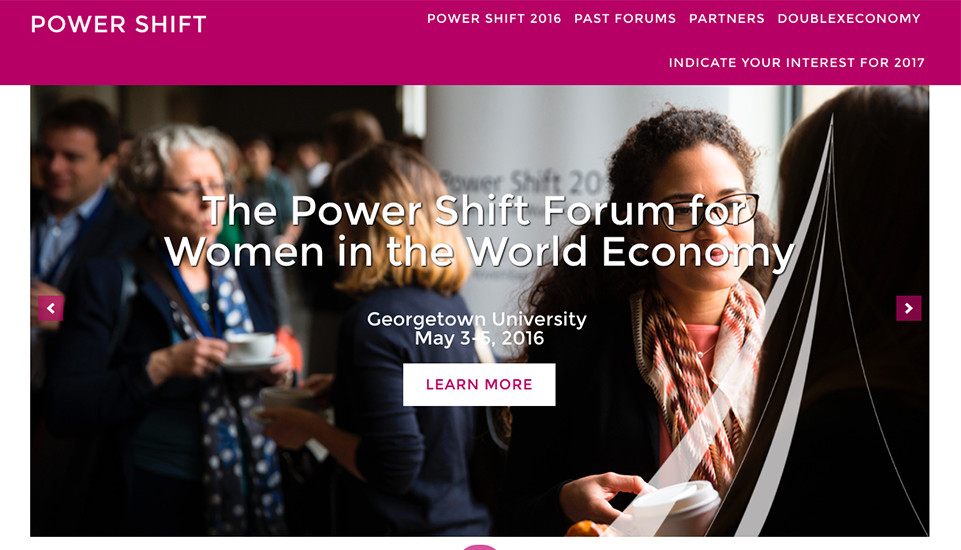 POWER SHIFT
POWER SHIFT 2016 PAST FORUMS PARTNERS DOUBLEXECONOMY
INDICATE YOUR INTEREST FOR 2017
Power Shift 20
The Power Shift Forum for
Women in the World Economy
Georgetown University
May 3-5, 2016
LEARN MORE